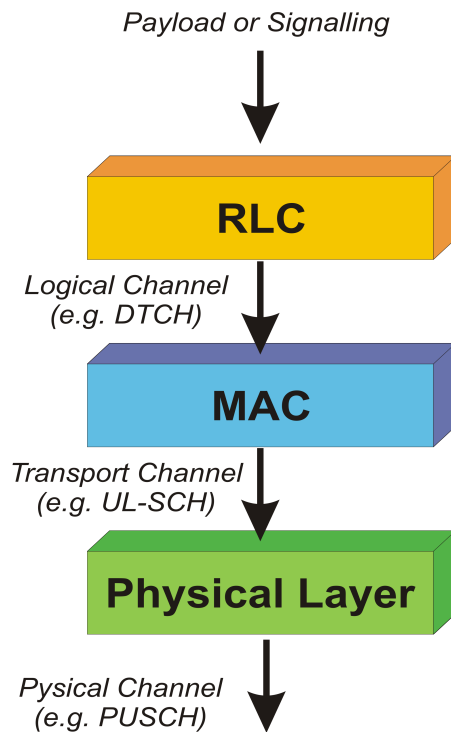 Payload or Signalling
RLC
Logical Channel
(e.g. DTCH)
MAC
Transport Channel
(e.g. UL-SCH)
Physical Layer
Pysical Channel
(e.g. PUSCH)